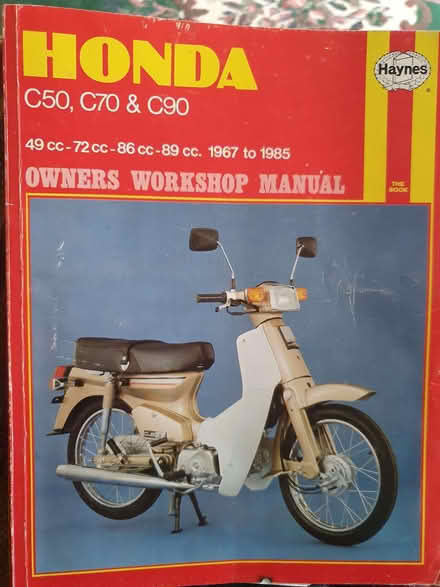 HONDA
C50, C70 & C90
Haynes
49 cc - 72 cc - 86 cc - 89 cc. 1967 to 1985
OWNERS WORKSHOP MANUAL
THE
BOOK